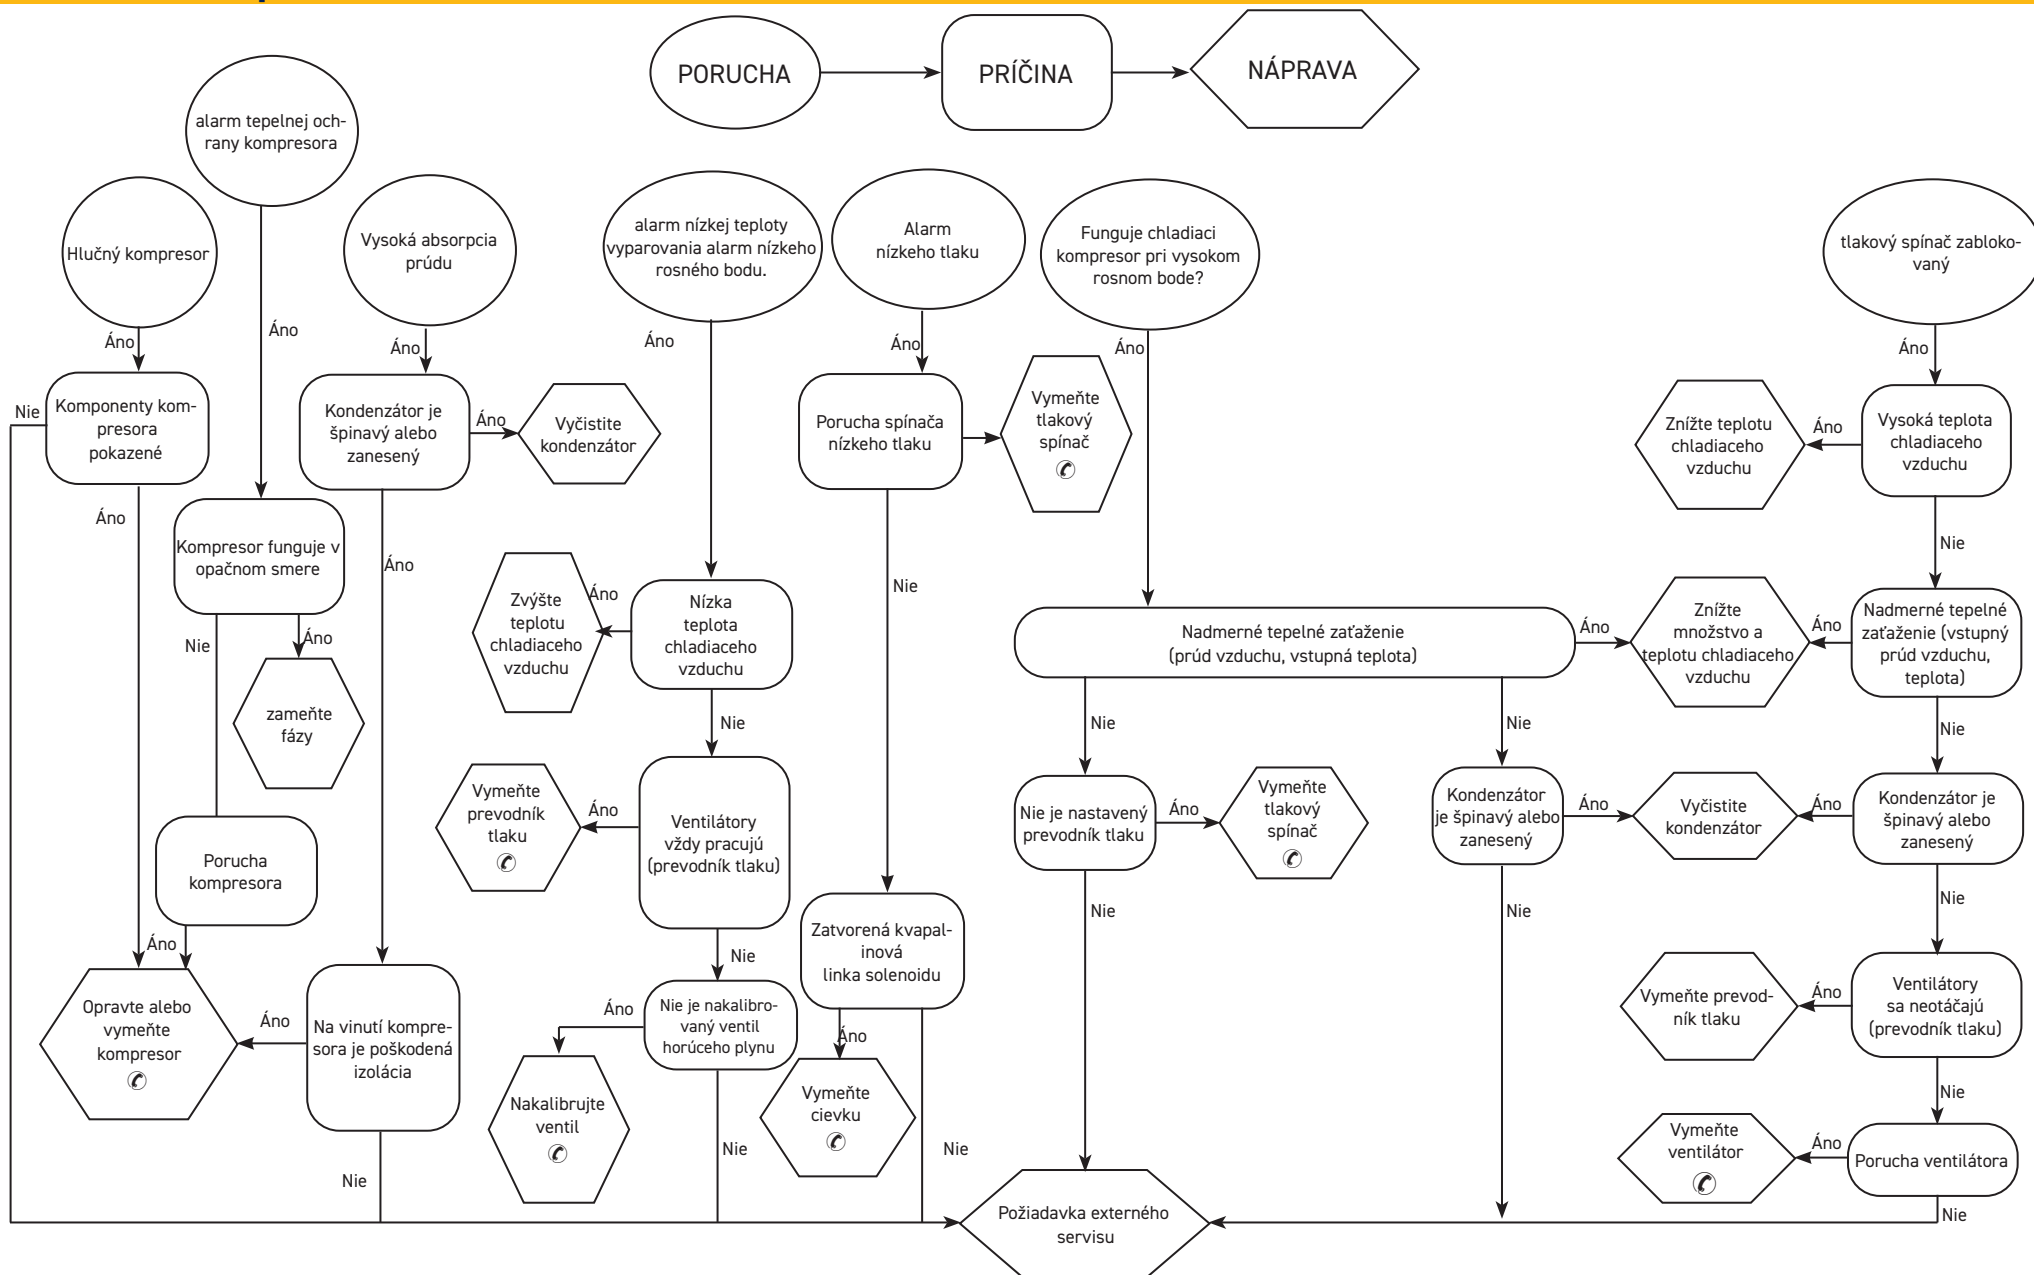 PORUCHA
PRÍČINA
NÁPRAVA
alarm tepelnej och-
rany kompresora
Hlučný kompresor
Vysoká absorpcia
prúdu
alarm nízkej teploty
vyparovania alarm nízkeho
rosného bodu.
Alarm
nízkeho tlaku
Funguje chladiaci
kompresor pri vysokom
rosnom bode?
tlakový spínač zabloko-
vaný
Áno
Áno
Áno
Áno
Áno
Áno
Áno
Nie
Komponenty kom-
presora
pokazené
Kondenzátor je
špinavý alebo
zanesený
Áno
Vyčistite
kondenzátor
Porucha spínača
nízkeho tlaku
Vymeňte
tlakový
spínač
Znížte teplotu
chladiaceho
vzduchu
Áno
Vysoká teplota
chladiaceho
vzduchu
Áno
Kompresor funguje v
opačnom smere
Áno
Nie
Áno
zameňte
fázy
Zvýšte
teplotu
chladiaceho
vzduchu
Áno
Nízka
teplota
chladiaceho
vzduchu
Nie
Nie
Nadmerné tepelné zaťaženie
(prúd vzduchu, vstupná teplota)
Áno
Znížte
množstvo a
teplotu chladiaceho
vzduchu
Áno
Nadmerné tepelné
zaťaženie (vstupný
prúd vzduchu,
teplota)
Nie
Nie
Nie
Nie
Vymeňte
prevodník
tlaku
Áno
Ventilátory
vždy pracujú
(prevodník tlaku)
Nie je nastavený
prevodník tlaku
Áno
Vymeňte
tlakový
spínač
Kondenzátor
je špinavý alebo
zanesený
Áno
Vyčistite
kondenzátor
Áno
Kondenzátor je
špinavý alebo
zanesený
Porucha
kompresora
Áno
Nie
Zatvorená kvapal-
inová
linka solenoidu
Nie
Nie
Nie
Opravte alebo
vymeňte
kompresor
Áno
Na vinutí kompre-
sora je poškodená
izolácia
Áno
Nie je nakalibro-
vaný ventil
horúceho plynu
Áno
Vymeňte prevod-
ník tlaku
Áno
Ventilátory
sa neotáčajú
(prevodník tlaku)
Nakalibrujte
ventil
Vymeňte
cievku
Nie
Nie
Nie
Nie
Vymeňte
ventilátor
Áno
Porucha ventilátora
Požiadavka externého
servisu
Nie